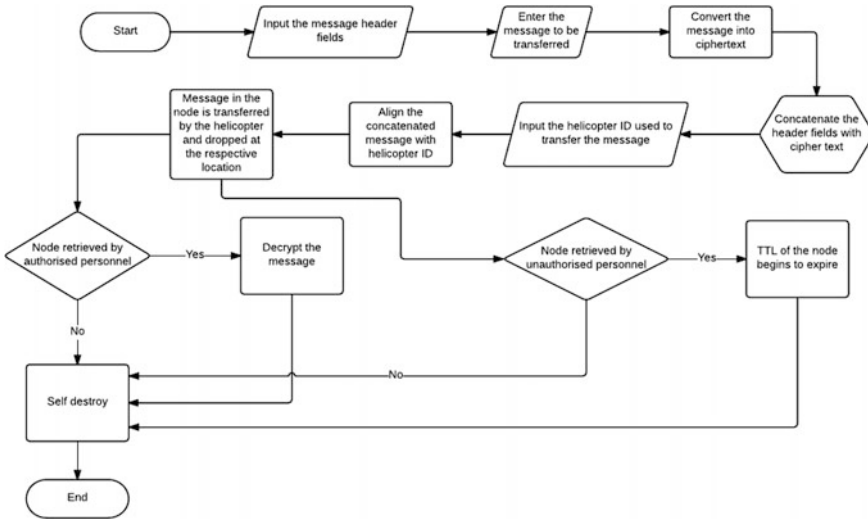 Start
Input the message header
fields
Enter the
message to be
transferred
Convert the
message into
ciphertext
Message in the
node is transferred
by the helicopter
and dropped at
the respective
location
Align the
concatenated
message with
helicopter ID
Input the helicopter ID used to
transfer the message
Concatenate the
header fields with
cipher text
Node retrieved by
authorised personnel
Yes
Decrypt the
message
Node retrieved by
unauthorised personnel
Yes
TTL of the node
begins to expire
No
No
Self destroy
End